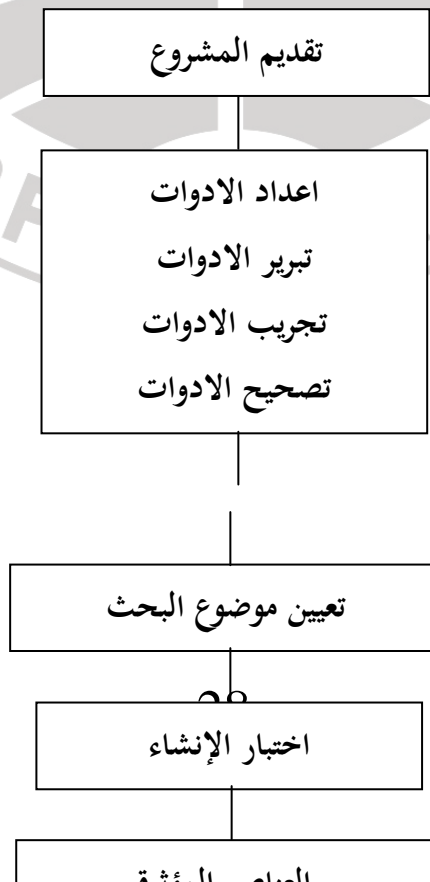 تقديم المشروع
اعداد الادوات
تبرير الادوات
تجريب الادوات
تصحيح الادوات
تعيين موضوع البحث
اختبار الإنشاء